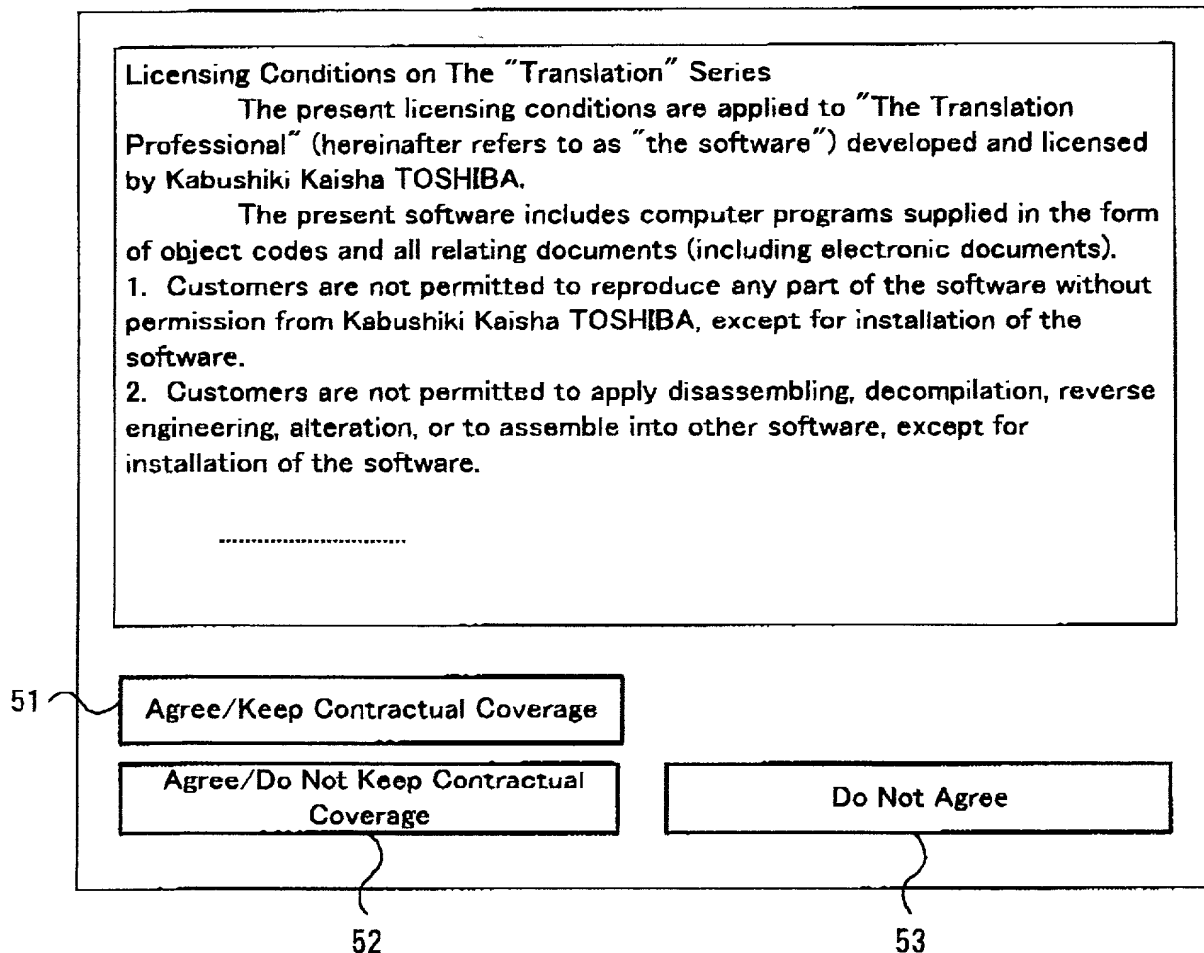 Licensing Conditions on The "Translation" Series
The present licensing conditions are applied to "The Translation
Professional" (hereinafter refers to as "the software") developed and licensed
by Kabushiki Kaisha TOSHIBA.
The present software includes computer programs supplied in the form
of object codes and all relating documents (including electronic documents).
1. Customers are not permitted to reproduce any part of the software without
permission from Kabushiki Kaisha TOSHIBA, except for installation of the
software.
2. Customers are not permitted to apply disassembling, decompilation, reverse
engineering, alteration, or to assemble into other software, except for
installation of the software.
............................
51
Agree/Keep Contractual Coverage
Agree/Do Not Keep Contractual
Coverage
Do Not Agree
52
53